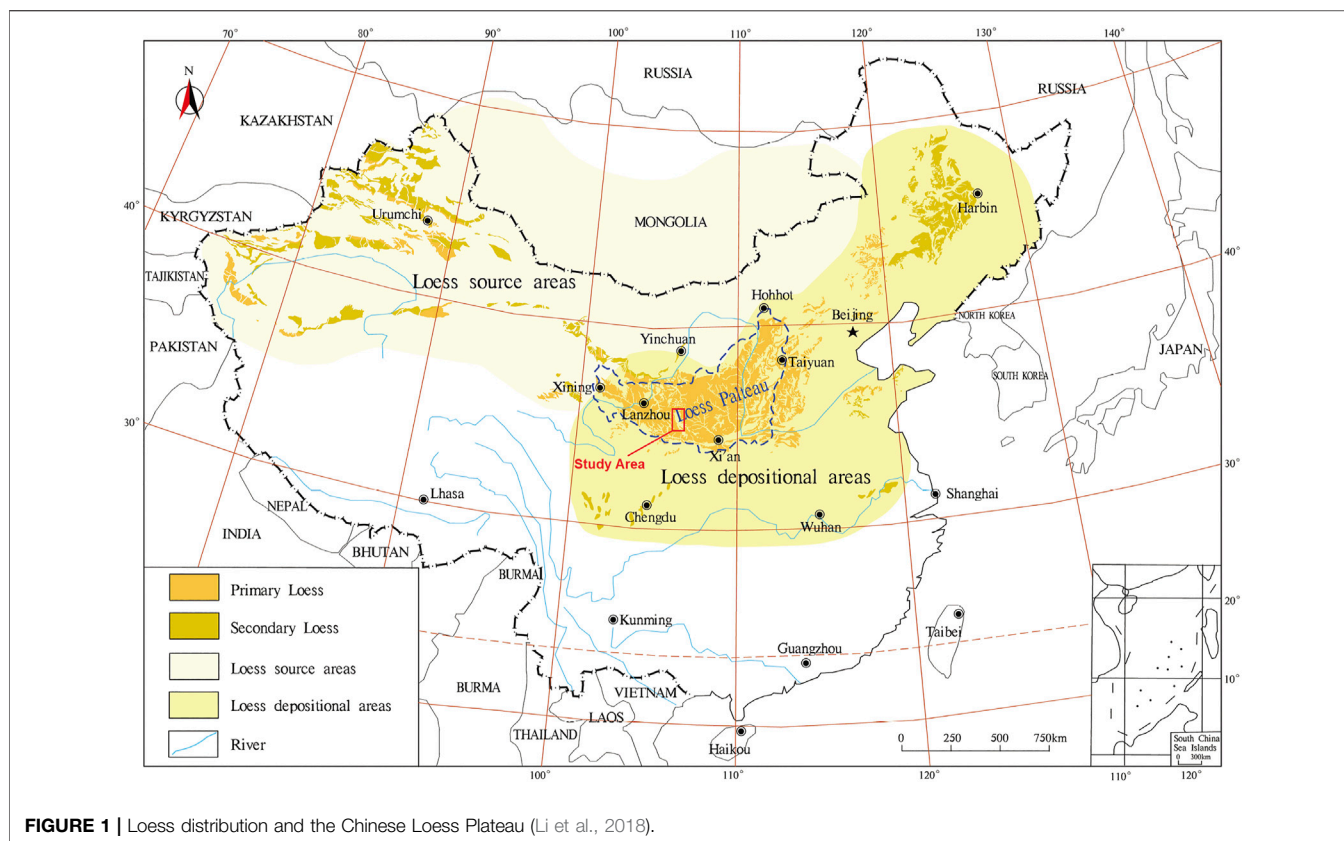 70°
80°
90°
100°
110°
120°
130°
140°
N
RUSSIA
RUSSIA
KAZAKHSTAN
40°
KYRGYZSTAN
Urumchi
MONGOLIA
Harbin
40°
TAJIKISTAN
Loess source areas
Hohhot
Beijing
NORTH KOREA
PAKISTAN
Yinchuan
Taiyuan
SOUTH KOREA
JAPAN
Xining
Lanzhou
Loess Palteau
30°
Xi'an
Study Area
Loess depositional areas
30°
Lhasa
Chengdu
Wuhan
Shanghai
NEPAL
INDIA
BHUTAN
BURMA
Primary Loess
Secondary Loess
Loess source areas
Loess depositional areas
River
Kunming
Guangzhou
Taibei
20°
BURMA
VIETNAM
LAOS
THAILAND
Haikou
10°
0 250 500 750km
South China
Sea Islands
0 300km
100°
110°
120°
110°
120°
FIGURE 1 | Loess distribution and the Chinese Loess Plateau (Li et al., 2018).